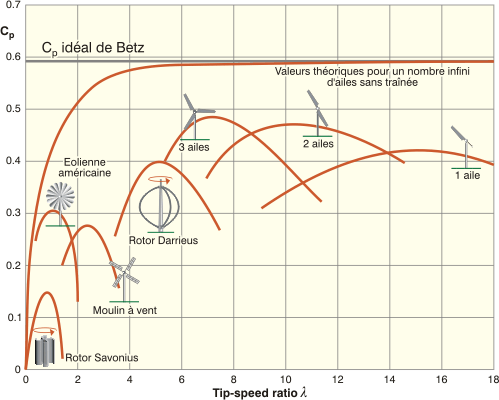 0.7
Cp
Cp idéal de Betz
0.6
Valeurs théoriques pour un nombre infini
d'ailes sans traînée
0.5
3 ailes
2 ailes
0.4
1 aile
Eolienne
américaine
0.3
Rotor Darrieus
0.2
Moulin à vent
0.1
Rotor Savonius
0
0 2 4 6 8 10 12 14 16 18
Tip-speed ratio λ